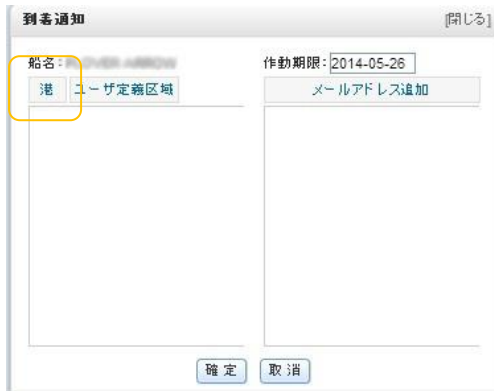 到着通知 [閉じる]
船名: 作動期限: 2014-05-26
港 ユーザ定義区域 メールアドレス追加
確定 取消